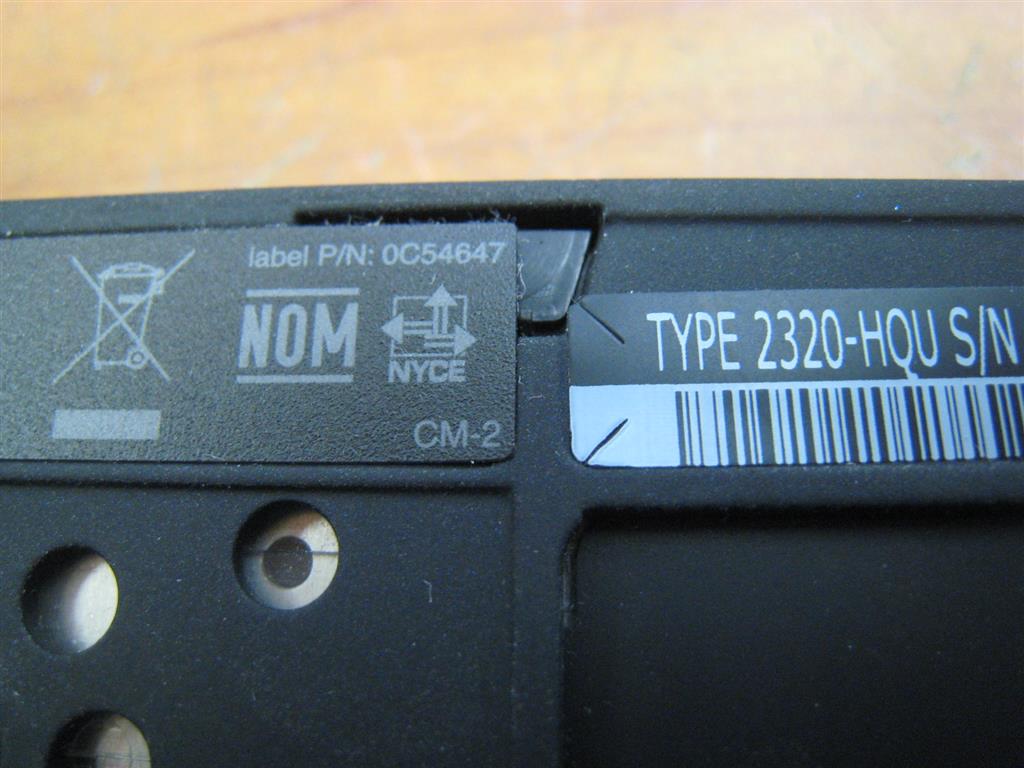 label P/N: 0C54647
NOM
NYCE
CM-2
TYPE 2320-HQU S/N